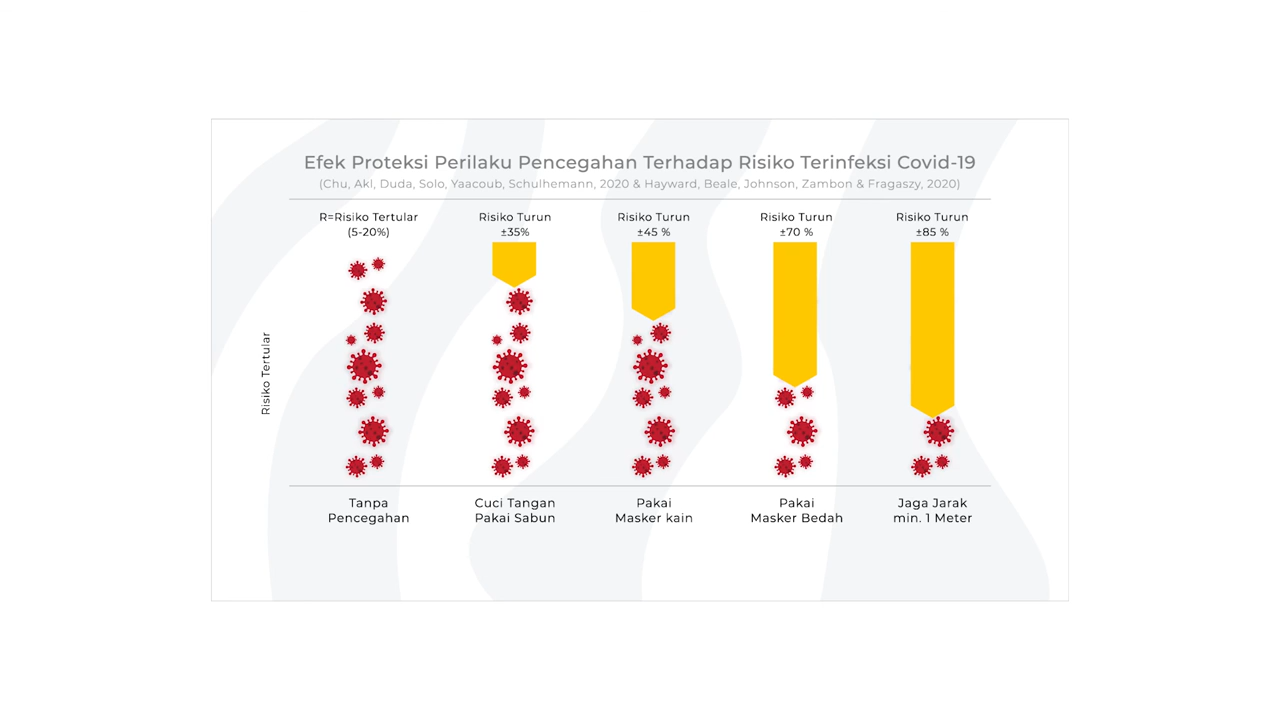 Efek Proteksi Perilaku Pencegahan Terhadap Risiko Terinfeksi Covid-19
(Chu, Akl, Duda, Solo, Yaacoub, Schulhemann, 2020 & Hayward, Beale, Johnson, Zambon & Fragaszy, 2020)
R=Risiko Tertular
(5-20%)
Risiko Turun
±35%
Risiko Turun
±45 %
Risiko Turun
±70 %
Risiko Turun
±85 %
Risiko Tertular
Tanpa
Pencegahan
Cuci Tangan
Pakai Sabun
Pakai
Masker kain
Pakai
Masker Bedah
Jaga Jarak
min. 1 Meter